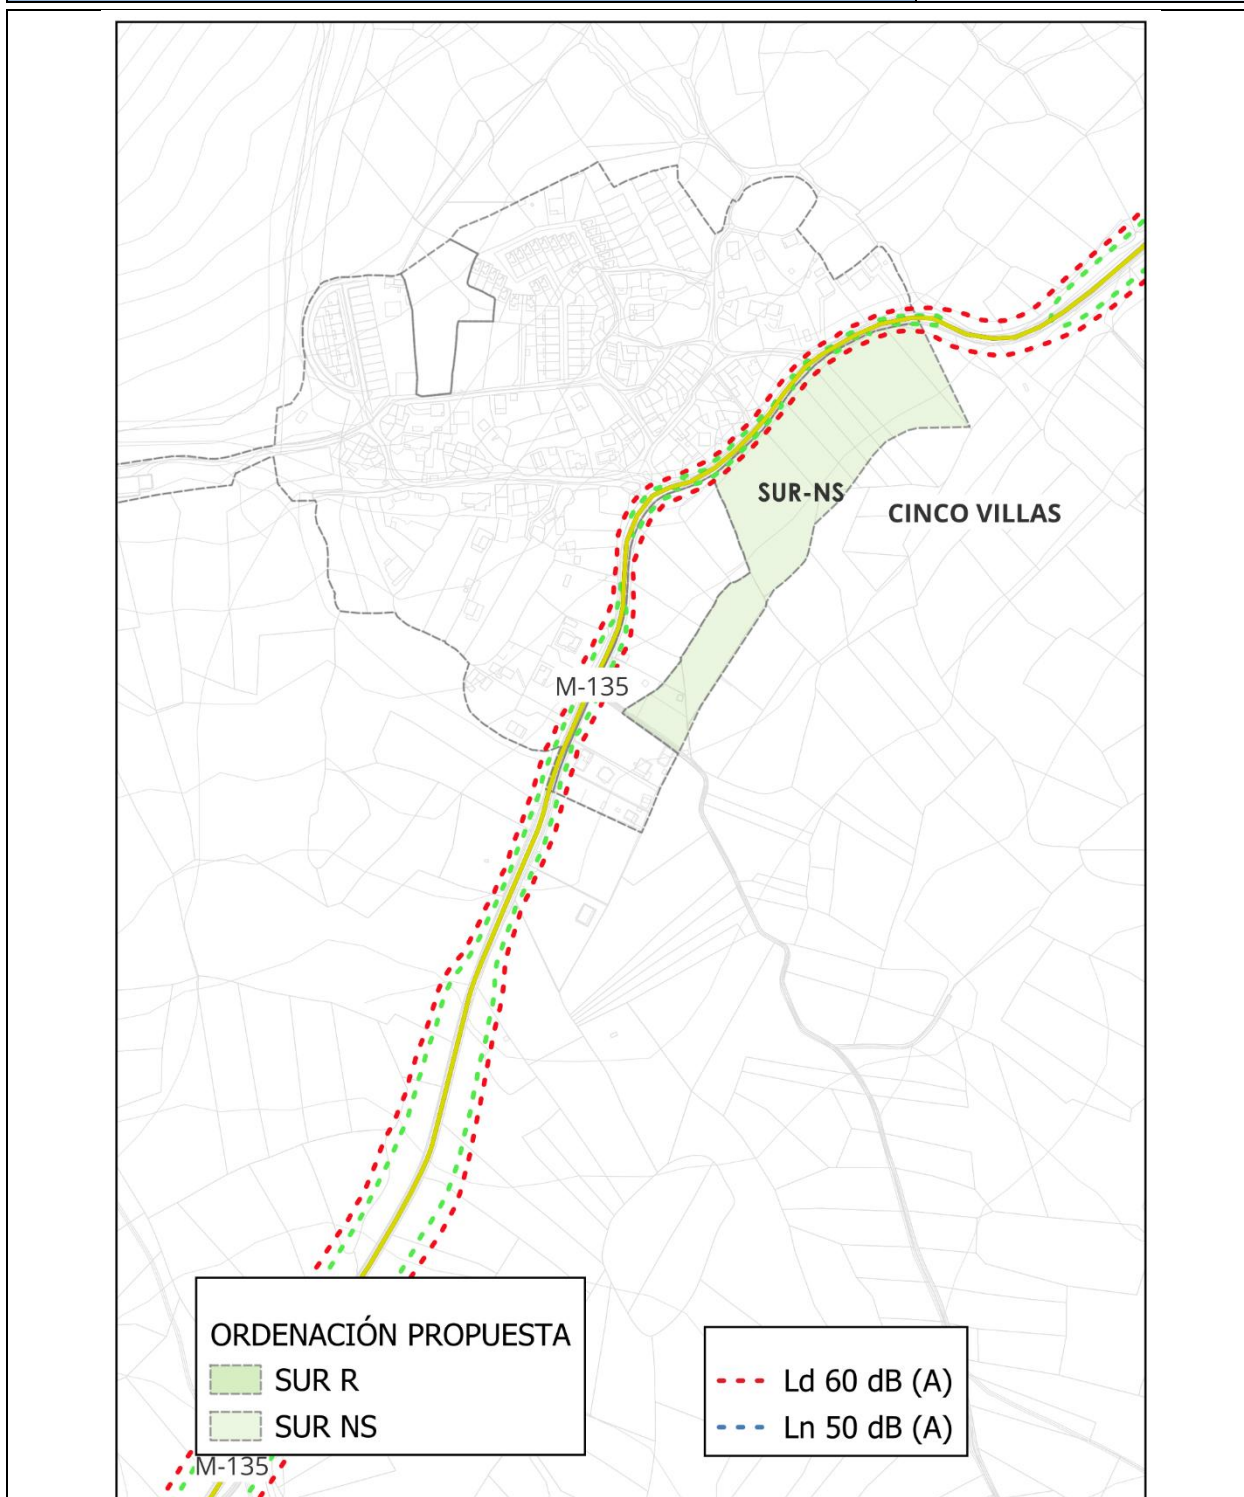 SUR-NS
CINCO VILLAS
M-135
ORDENACIÓN PROPUESTA
SUR R
SUR NS
Ld 60 dB (A)
Ln 50 dB (A)
M-135